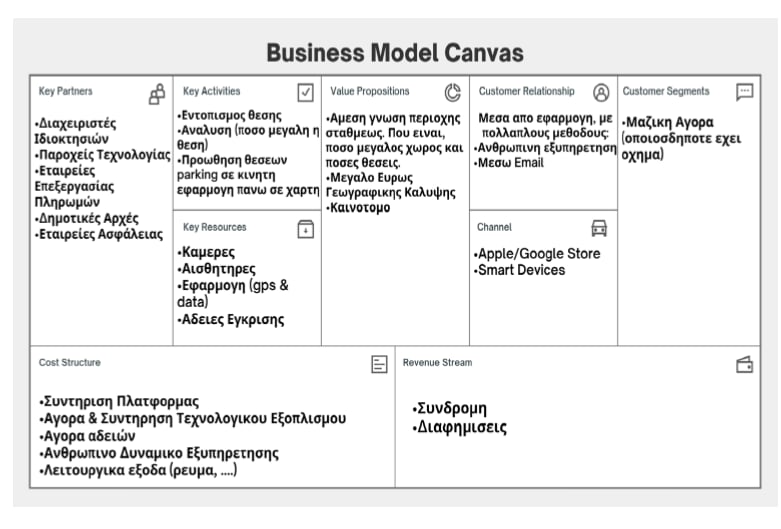 Business Model Canvas
Key Partners
•Διαχειριστές
Ιδιοκτησιών
•Παροχείς Τεχνολογίας
•Εταιρείες
Επεξεργασίας
Πληρωμών
•Δημοτικές Αρχές
•Εταιρείες Ασφάλειας
Key Activities
•Εντοπισμος θεσης
•Αναλυση (ποσο μεγαλη η
θεση)
•Προωθηση θεσεων
parking σε κινητη
εφαρμογη πανω σε χαρτη
Key Resources
•Καμερες
•Αισθητηρες
•Εφαρμογη (gps &
data)
•Αδειες Εγκρισης
Value Propositions
•Αμεση γνωση περιοχης
σταθμεως. Που ειναι,
ποσο μεγαλος χωρος και
ποσες θεσεις.
•Μεγαλο Ευρως
Γεωγραφικης Καλυψης
•Καινοτομο
Customer Relationship
Μεσα απο εφαρμογη, με
πολλαπλους μεθοδους:
•Ανθρωπινη εξυπηρετηση
•Μεσω Email
Channel
•Apple/Google Store
•Smart Devices
Customer Segments
•Μαζικη Αγορα
(οποιοσδηποτε εχει
οχημα)
Cost Structure
•Συντηριση Πλατφορμας
•Αγορα & Συντηρηση Τεχνολογικου Εξοπλισμου
•Αγορα αδειών
•Ανθρωπινο Δυναμικο Εξυπηρετησης
•Λειτουργικα εξοδα (ρευμα, ....)
Revenue Stream
•Συνδρομη
•Διαφημισεις